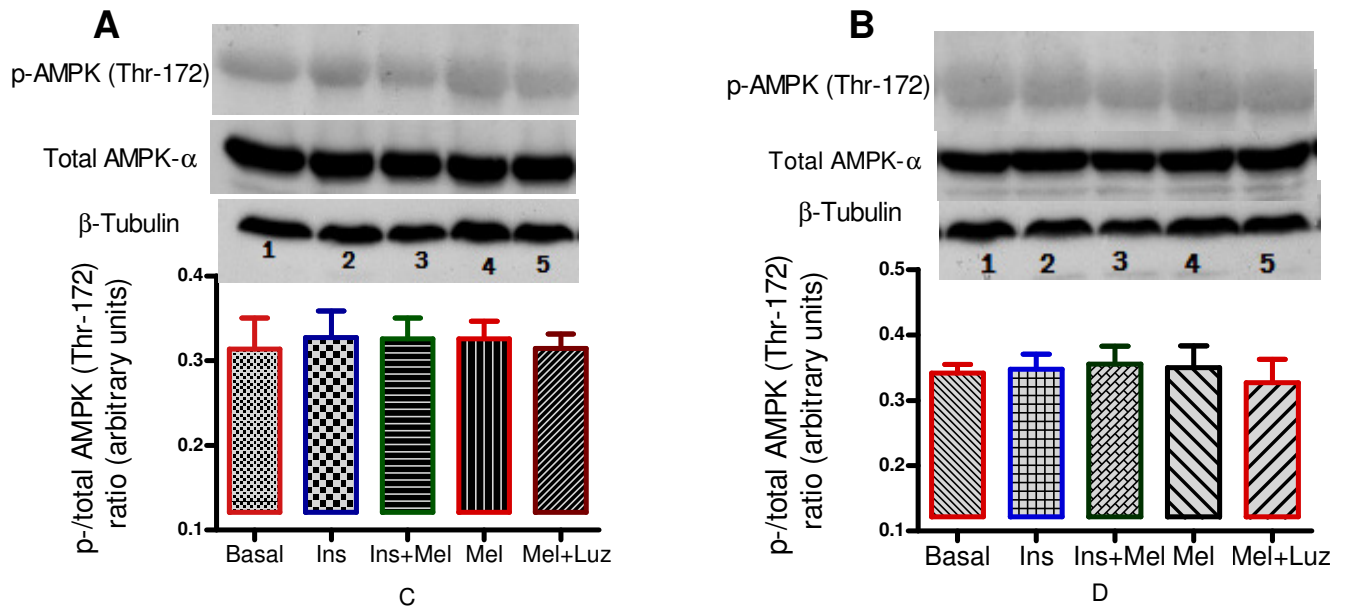 A
p-AMPK (Thr-172)
Total AMPK-α
β-Tubulin
1 2 3 4 5
p-/total AMPK (Thr-172)
ratio (arbitrary units)
0.4
0.3
0.2
0.1
Basal Ins Ins+Mel Mel Mel+Luz
C
B
p-AMPK (Thr-172)
Total AMPK-α
β-Tubulin
1 2 3 4 5
p-/total AMPK (Thr-172)
ratio (arbitrary units)
0.5
0.4
0.3
0.2
0.1
Basal Ins Ins+Mel Mel Mel+Luz
D